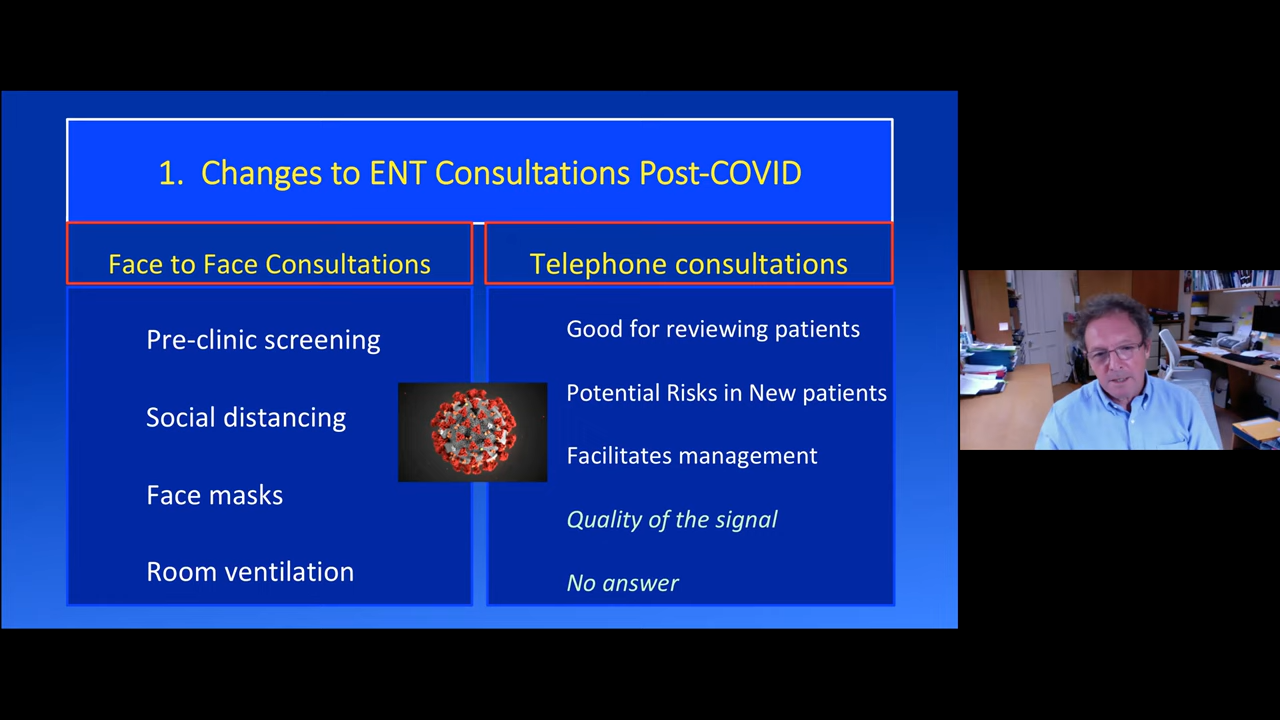 1. Changes to ENT Consultations Post-COVID
Face to Face Consultations
Pre-clinic screening
Social distancing
Face masks
Room ventilation
Telephone consultations
Good for reviewing patients
Potential Risks in New patients
Facilitates management
Quality of the signal
No answer